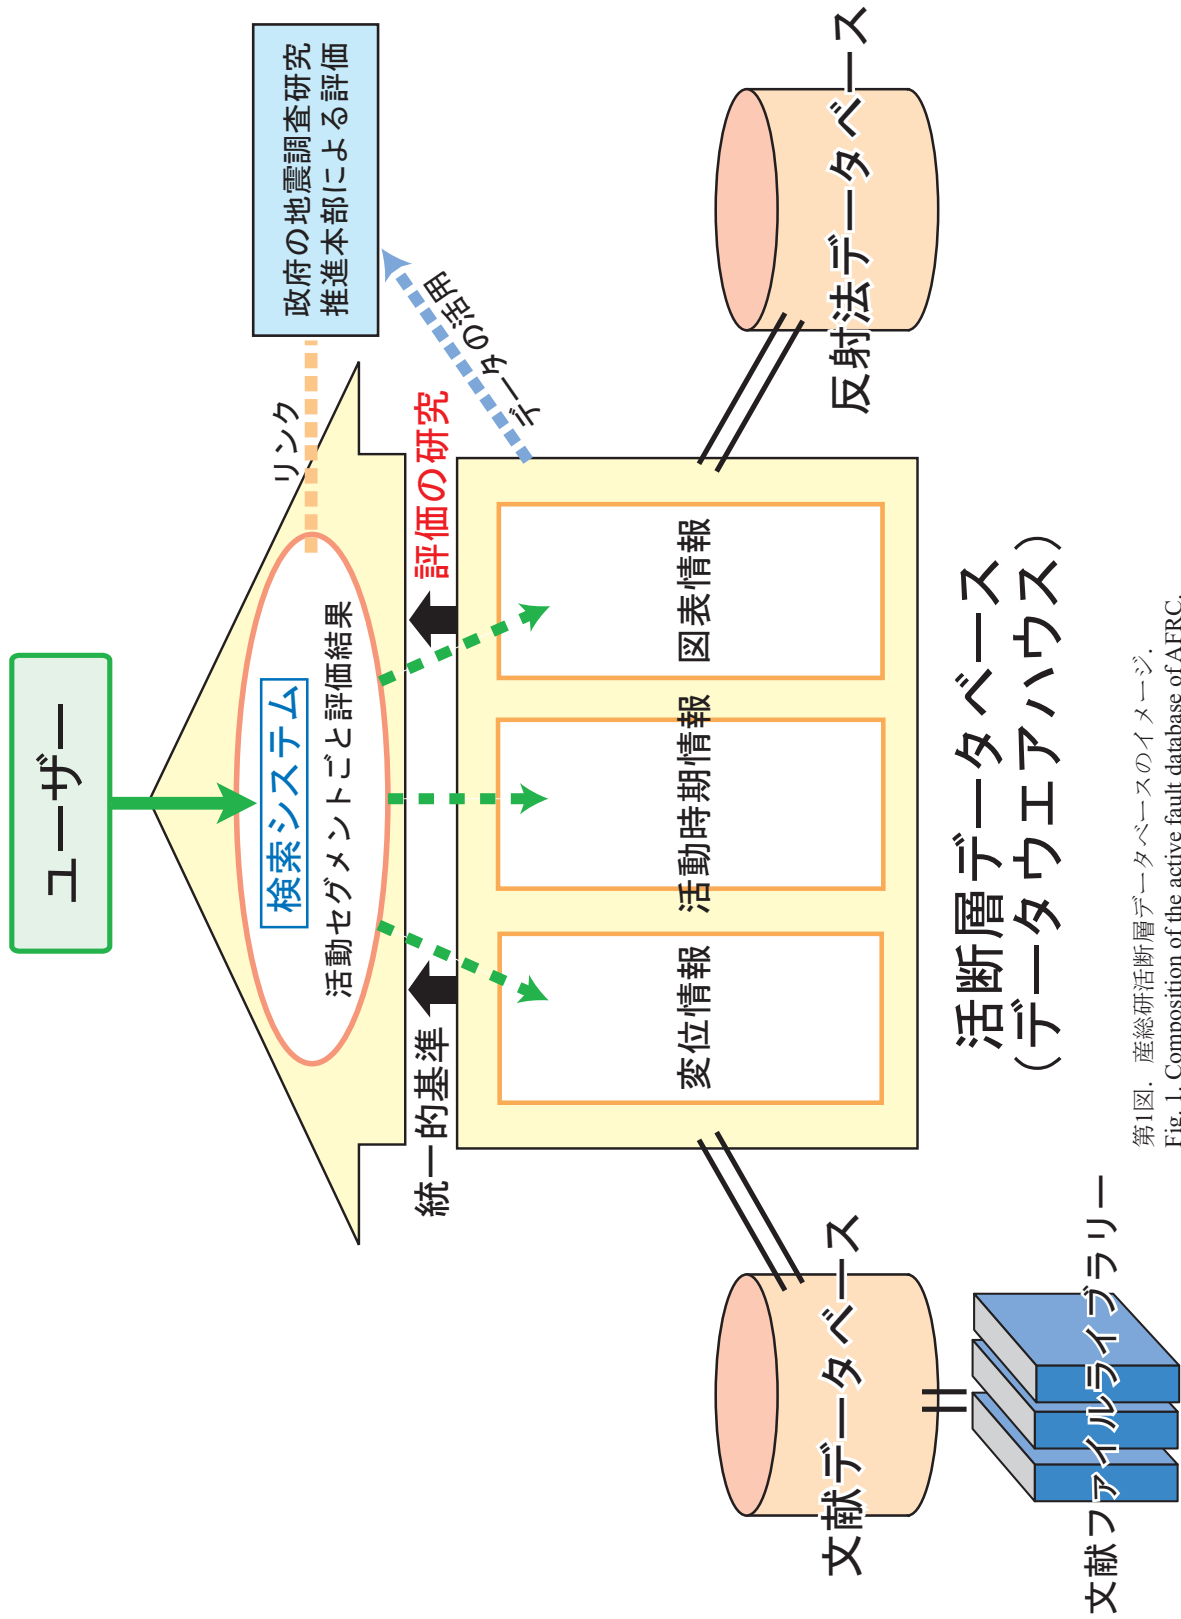 ユーザー
検索システム
活動セグメントごと評価結果
リンク
政府の地震調査研究
推進本部による評価
データの活用
統一的基準
評価の研究
変位情報
活動時期情報
図表情報
文献データベース
反射法データベース
活断層データベース
（データウエアハウス）
文献ファイルライブラリー
第1図．産総研活断層データベースのイメージ．
Fig. 1. Composition of the active fault database of AFRC.